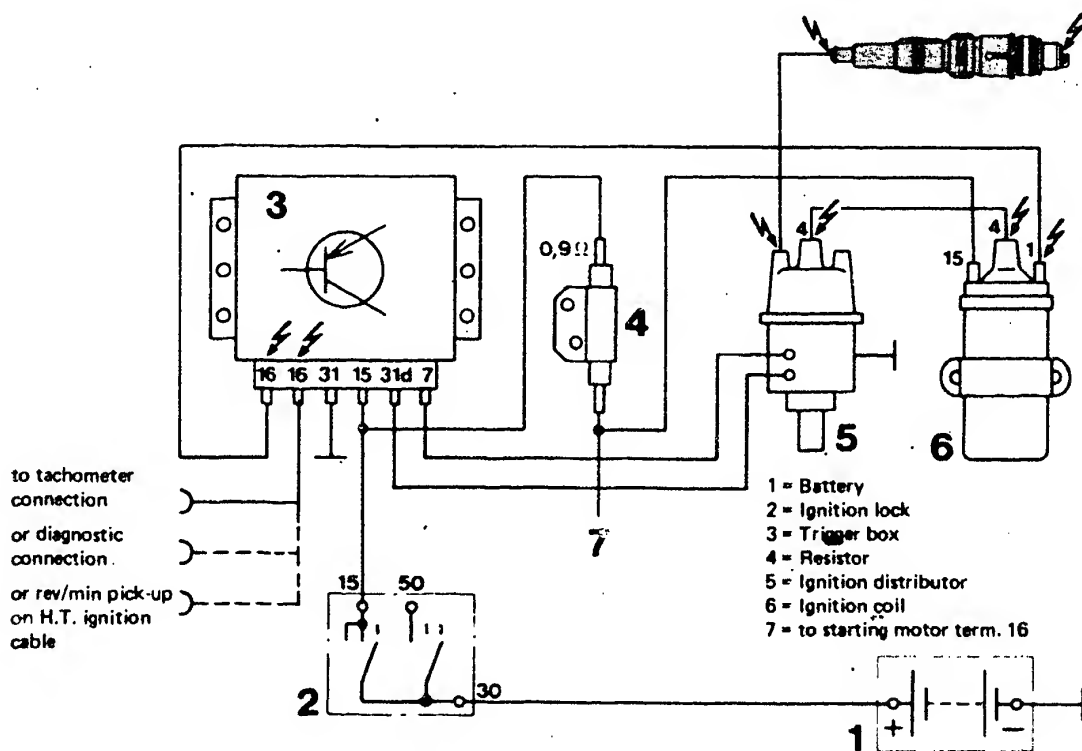 3
0,9Ω
4
4
4
15
1
16 16 31 15 31d 7
5
6
to tachometer
connection
or diagnostic
connection
or rev/min pick-up
on H.T. ignition
cable
7
1 = Battery
2 = Ignition lock
3 = Trigger box
4 = Resistor
5 = Ignition distributor
6 = Ignition coil
7 = to starting motor term. 16
15
50
2
30
1
+
−